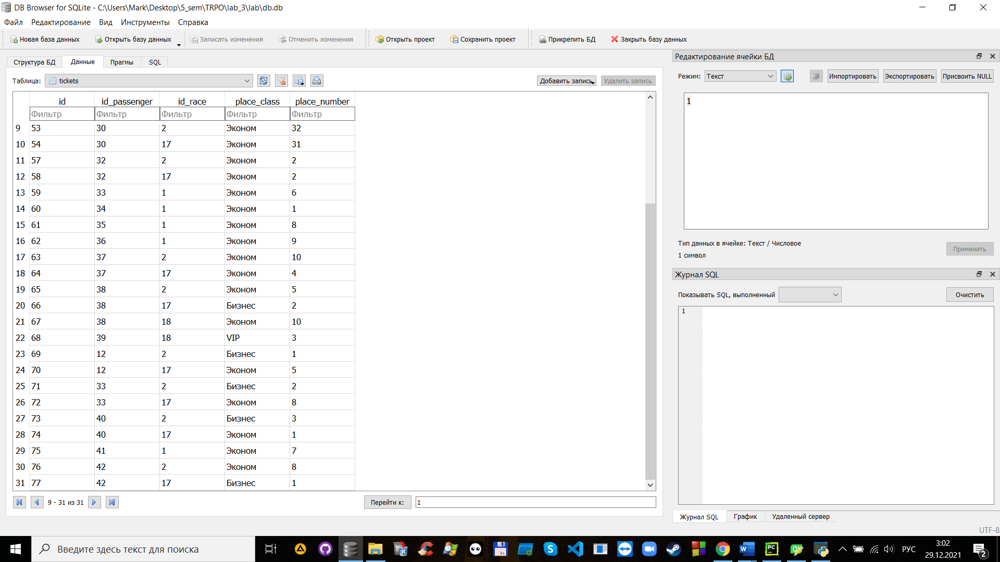 DB Browser for SQLite - C:\Users\Mark\Desktop\5_sem\TRPO\lab_3\lab\db.db
Файл Редактирование Вид Инструменты Справка
Новая база данных Открыть базу данных Записать изменения Отменить изменения Открыть проект Сохранить проект Прикрепить БД Закрыть базу данных
Структура БД Данные Прагмы SQL
Таблица: tickets Добавить запись Удалить запись
id id_passenger id_race place_class place_number
Фильтр Фильтр Фильтр Фильтр Фильтр
9 53 30 2 Эконом 32
10 54 30 17 Эконом 31
11 57 32 2 Эконом 2
12 58 32 17 Эконом 2
13 59 33 1 Эконом 6
14 60 34 1 Эконом 1
15 61 35 1 Эконом 8
16 62 36 1 Эконом 9
17 63 37 2 Эконом 10
18 64 37 17 Эконом 4
19 65 38 2 Эконом 5
20 66 38 17 Бизнес 2
21 67 38 18 Эконом 10
22 68 39 18 VIP 3
23 69 12 2 Бизнес 1
24 70 12 17 Эконом 5
25 71 33 2 Бизнес 2
26 72 33 17 Эконом 8
27 73 40 2 Бизнес 3
28 74 40 17 Эконом 1
29 75 41 1 Эконом 7
30 76 42 2 Эконом 8
31 77 42 17 Бизнес 1
9 - 31 из 31 Перейти к: 1
Редактирование ячейки БД
Режим: Текст Импортировать Экспортировать Присвоить NULL
1
Тип данных в ячейке: Текст / Числовое
1 символ
Применить
Журнал SQL
Показывать SQL, выполненный Очистить
1
Журнал SQL График Удаленный сервер
UTF-8
Введите здесь текст для поиска
РУС
3:02
29.12.2021
2